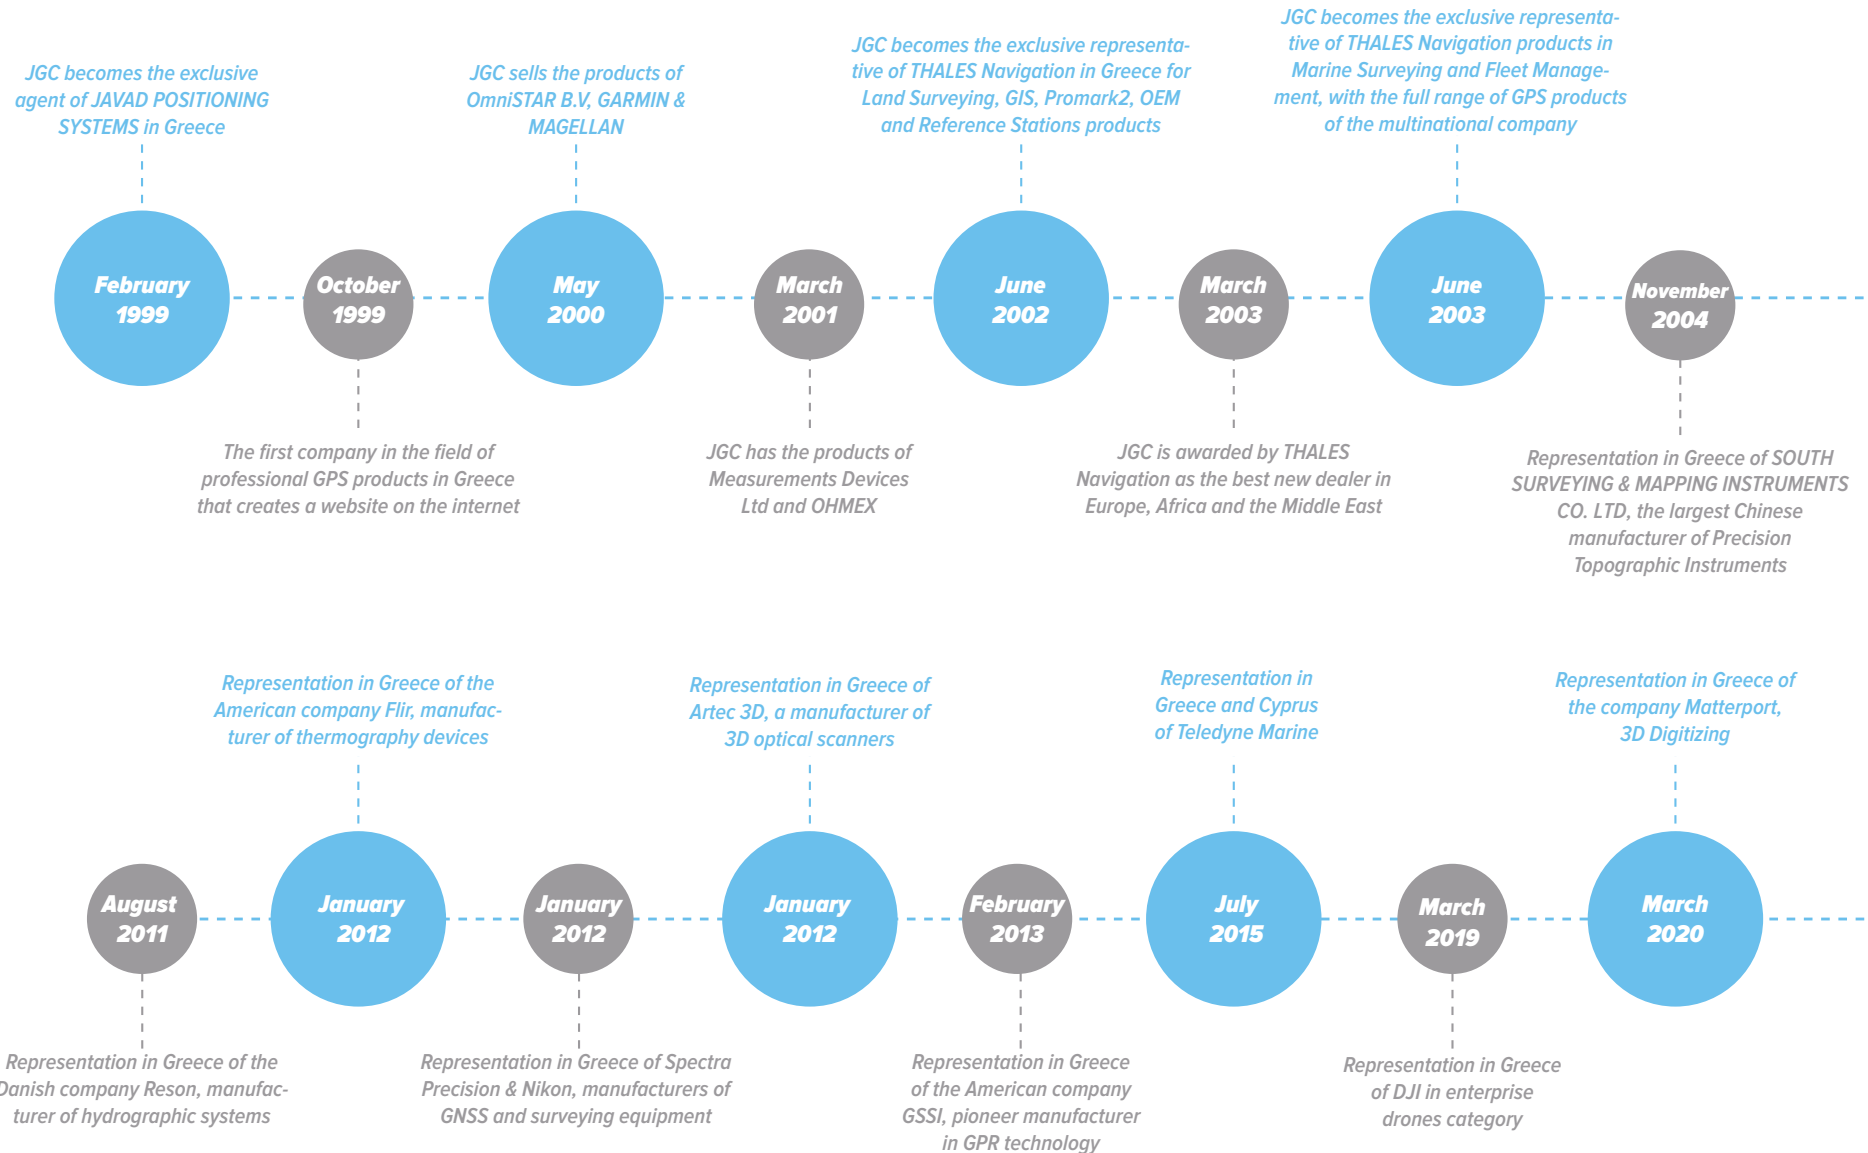 JGC becomes the exclusive
agent of JAVAD POSITIONING
SYSTEMS in Greece
February
1999
October
1999
The first company in the field of
professional GPS products in Greece
that creates a website on the internet
JGC sells the products of
OmniSTAR B.V, GARMIN &
MAGELLAN
May
2000
March
2001
JGC has the products of
Measurements Devices
Ltd and OHMEX
JGC becomes the exclusive representa-
tive of THALES Navigation in Greece for
Land Surveying, GIS, Promark2, OEM
and Reference Stations products
June
2002
March
2003
JGC is awarded by THALES
Navigation as the best new dealer in
Europe, Africa and the Middle East
JGC becomes the exclusive representa-
tive of THALES Navigation products in
Marine Surveying and Fleet Manage-
ment, with the full range of GPS products
of the multinational company
June
2003
November
2004
Representation in Greece of SOUTH
SURVEYING & MAPPING INSTRUMENTS
CO. LTD, the largest Chinese
manufacturer of Precision
Topographic Instruments
August
2011
Representation in Greece of the
Danish company Reson, manufac-
turer of hydrographic systems
Representation in Greece of the
American company Flir, manufac-
turer of thermography devices
January
2012
January
2012
Representation in Greece of Spectra
Precision & Nikon, manufacturers of
GNSS and surveying equipment
Representation in Greece of
Artec 3D, a manufacturer of
3D optical scanners
January
2012
February
2013
Representation in Greece
of the American company
GSSI, pioneer manufacturer
in GPR technology
Representation in
Greece and Cyprus
of Teledyne Marine
July
2015
March
2019
Representation in Greece
of DJI in enterprise
drones category
Representation in Greece of
the company Matterport,
3D Digitizing
March
2020